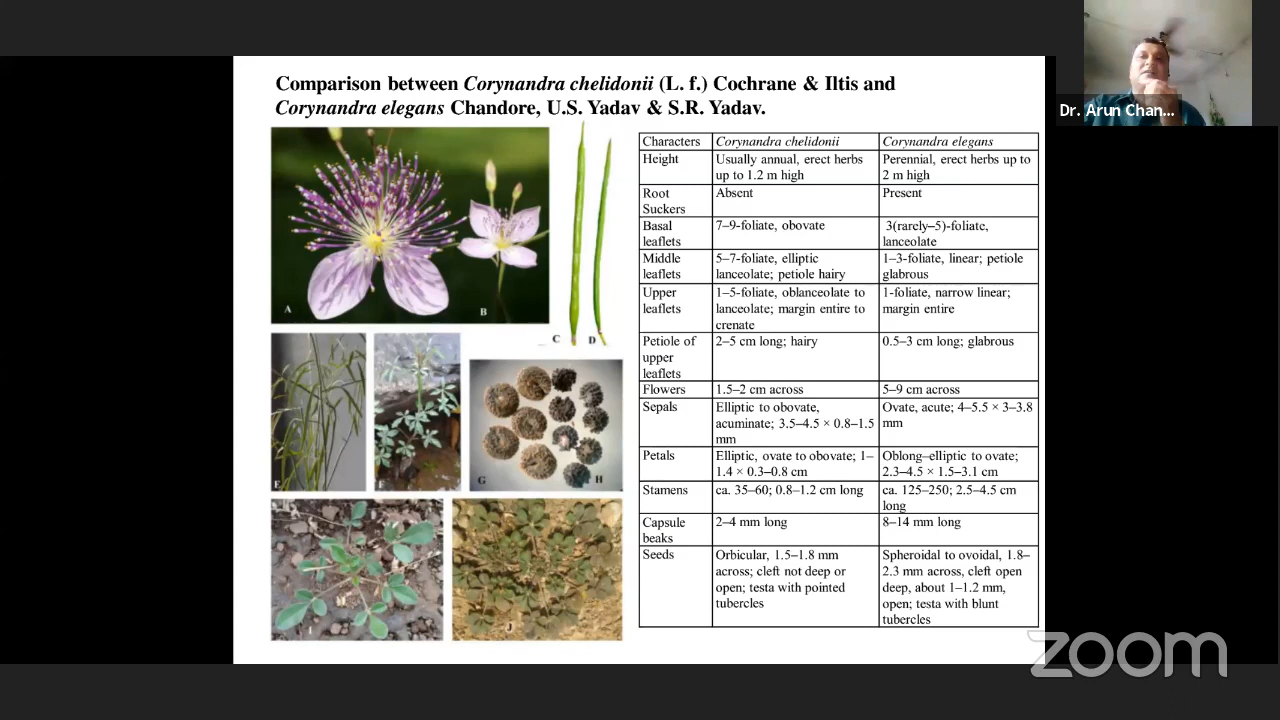 Comparison between Corynandra chelidonii (L. f.) Cochrane & Iltis and
Corynandra elegans Chandore, U.S. Yadav & S.R. Yadav.
Dr. Arun Chan...
A
B
C
D
E
F
G
H
I
J
Characters Corynandra chelidonii Corynandra elegans
Height Usually annual, erect herbs Perennial, erect herbs up to
up to 1.2 m high 2 m high
Root Absent Present
Suckers
Basal 7–9-foliate, obovate 3(rarely–5)-foliate,
leaflets lanceolate
Middle 5–7-foliate, elliptic 1–3-foliate, linear; petiole
leaflets lanceolate; petiole hairy glabrous
Upper 1–5-foliate, oblanceolate to 1-foliate, narrow linear;
leaflets lanceolate; margin entire to margin entire
crenate
Petiole of 2–5 cm long; hairy 0.5–3 cm long; glabrous
upper
leaflets
Flowers 1.5–2 cm across 5–9 cm across
Sepals Elliptic to obovate, Ovate, acute; 4–5.5 × 3–3.8
acuminate; 3.5–4.5 × 0.8–1.5 mm
mm
Petals Elliptic, ovate to obovate; 1– Oblong–elliptic to ovate;
1.4 × 0.3–0.8 cm 2.3–4.5 × 1.5–3.1 cm
Stamens ca. 35–60; 0.8–1.2 cm long ca. 125–250; 2.5–4.5 cm
long
Capsule 2–4 mm long 8–14 mm long
beaks
Seeds Orbicular, 1.5–1.8 mm Spheroidal to ovoidal, 1.8–
across; cleft not deep or 2.3 mm across, cleft open
open; testa with pointed deep, about 1–1.2 mm,
tubercles open; testa with blunt
tubercles
zoom